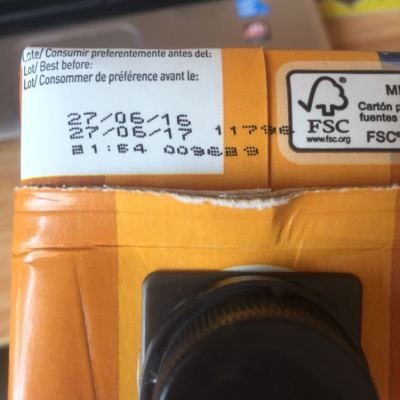 Lote/ Consumir preferentemente antes del:
Lot/ Best before:
Lot/ Consommer de préférence avant le:
27/06/16
27/06/17 11796
FSC
www.fsc.org
Cartón
fuentes
FSC®